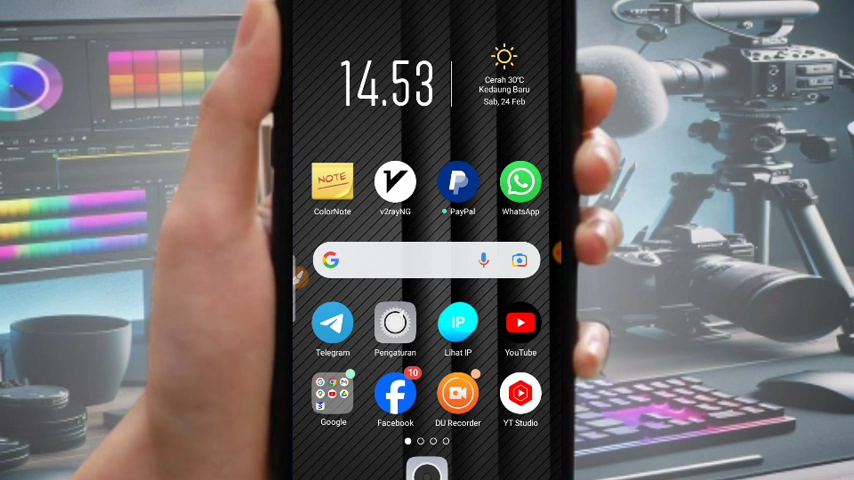 14.53
Cerah 30°C
Kedaung Baru
Sab, 24 Feb
NOTE
ColorNote
v2rayNG
PayPal
WhatsApp
IP
Telegram
Pengaturan
Lihat IP
YouTube
10
Google
Facebook
DU Recorder
YT Studio